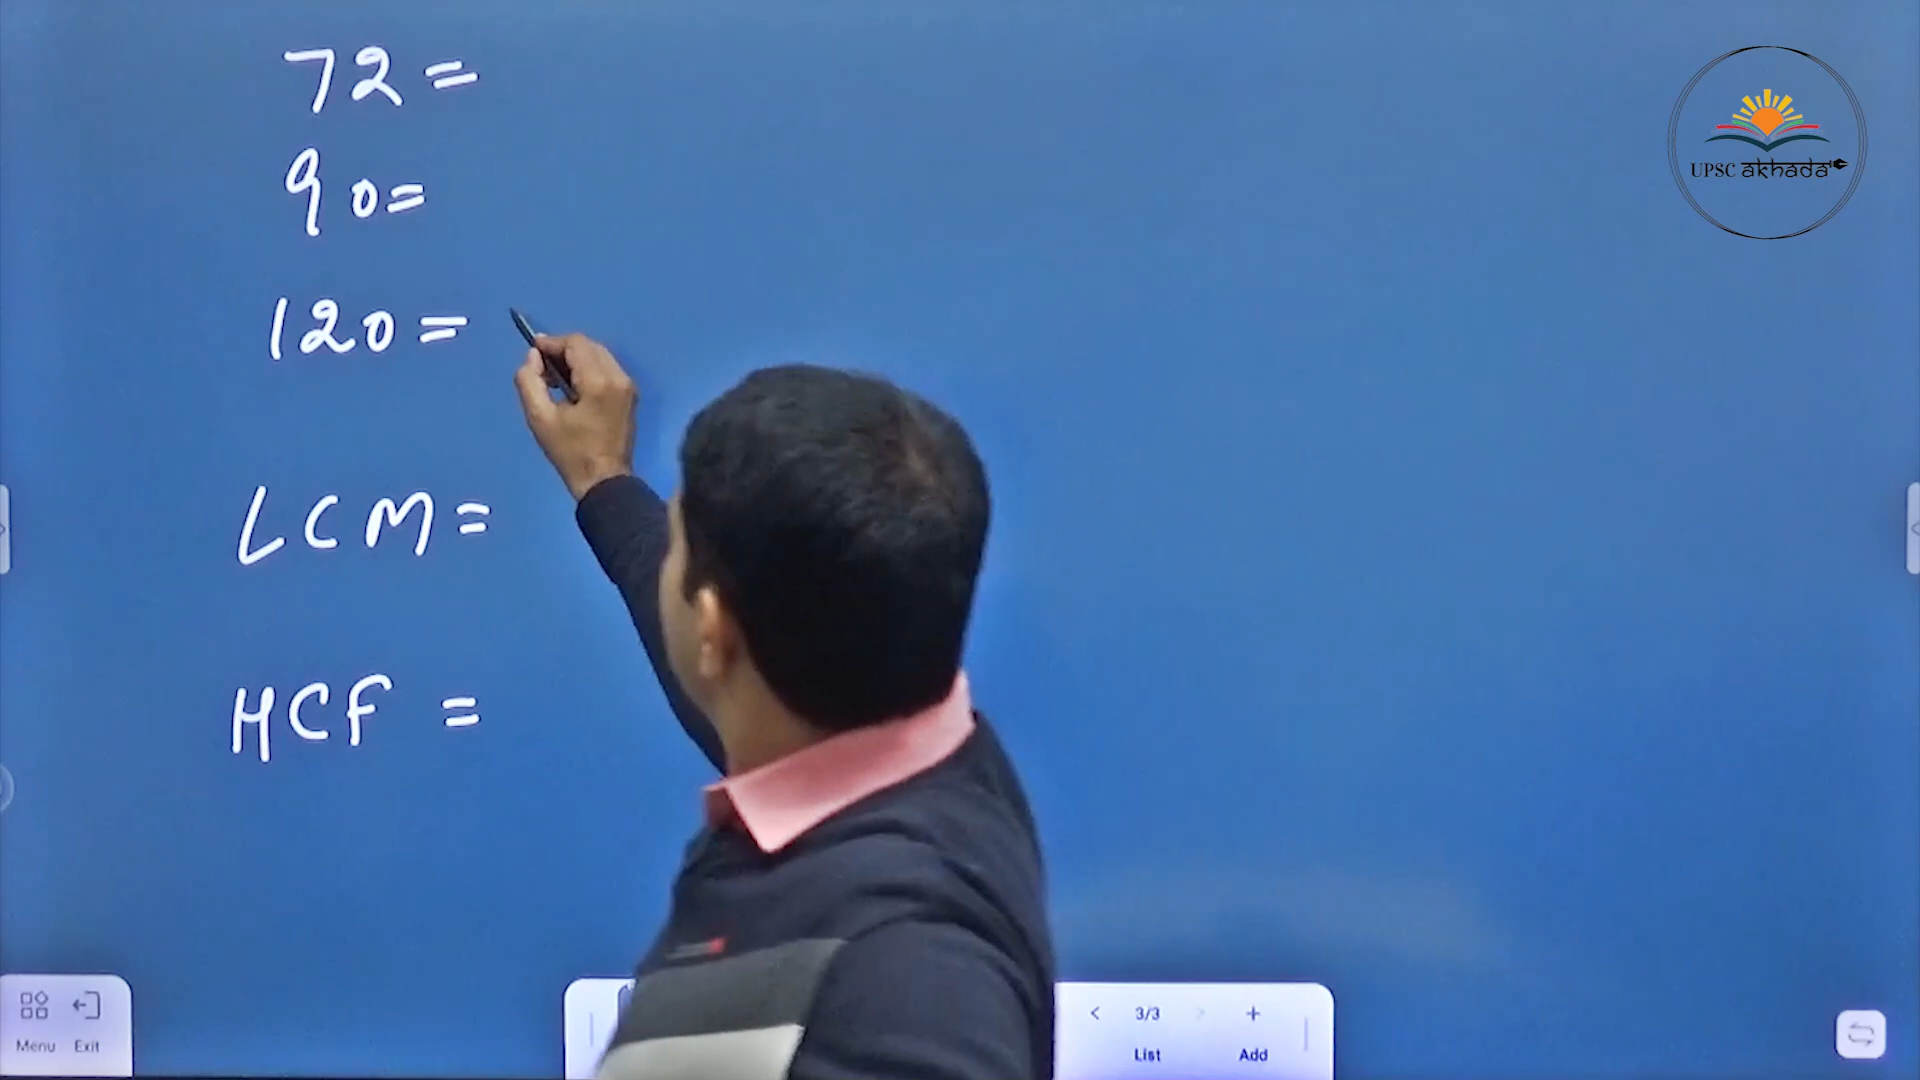 72=
90=
120=
LCM=
HCF =
UPSC akhada
Menu Exit
< 3/3 > +
List Add